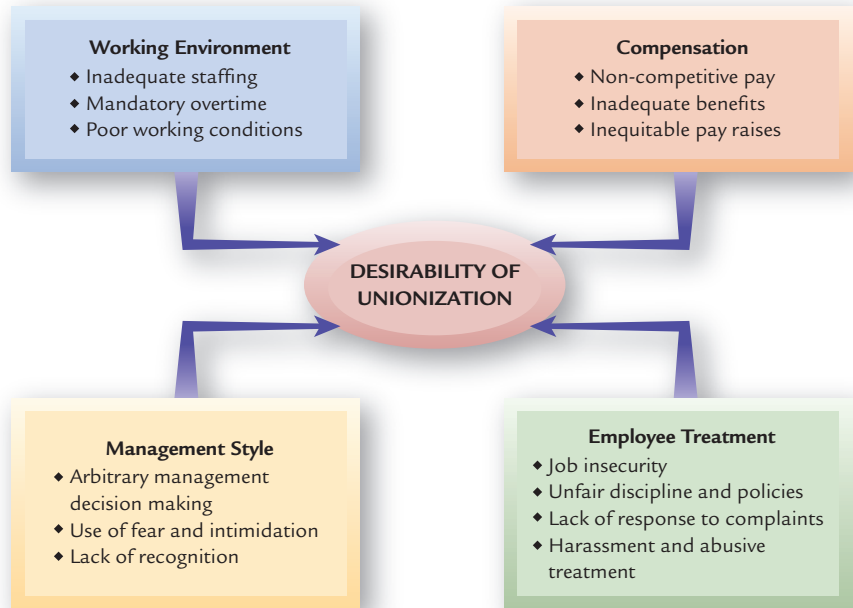 Working Environment
◆ Inadequate staffing
◆ Mandatory overtime
◆ Poor working conditions
Compensation
◆ Non-competitive pay
◆ Inadequate benefits
◆ Inequitable pay raises
DESIRABILITY OF
UNIONIZATION
Management Style
◆ Arbitrary management
decision making
◆ Use of fear and intimidation
◆ Lack of recognition
Employee Treatment
◆ Job insecurity
◆ Unfair discipline and policies
◆ Lack of response to complaints
◆ Harassment and abusive
treatment